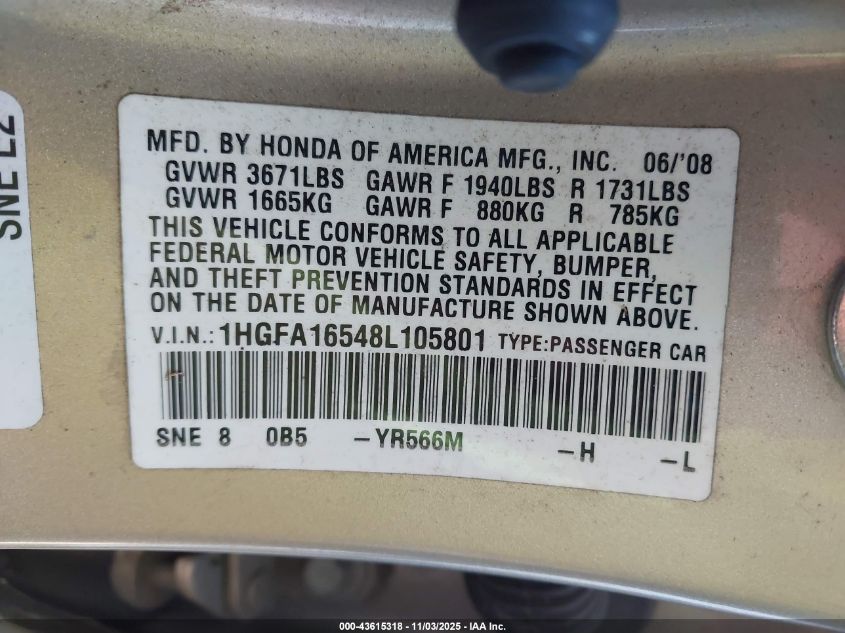 SNE L2
MFD. BY HONDA OF AMERICA MFG., INC. 06/'08
GVWR 3671LBS GAWR F 1940LBS R 1731LBS
GVWR 1665KG GAWR F 880KG R 785KG
THIS VEHICLE CONFORMS TO ALL APPLICABLE
FEDERAL MOTOR VEHICLE SAFETY, BUMPER,
AND THEFT PREVENTION STANDARDS IN EFFECT
ON THE DATE OF MANUFACTURE SHOWN ABOVE.
V.I.N.: 1HGFA16548L105801 TYPE:PASSENGER CAR
SNE 8 0B5 -YR566M -H -L
000-43615318 - 11/03/2025 - IAA Inc.